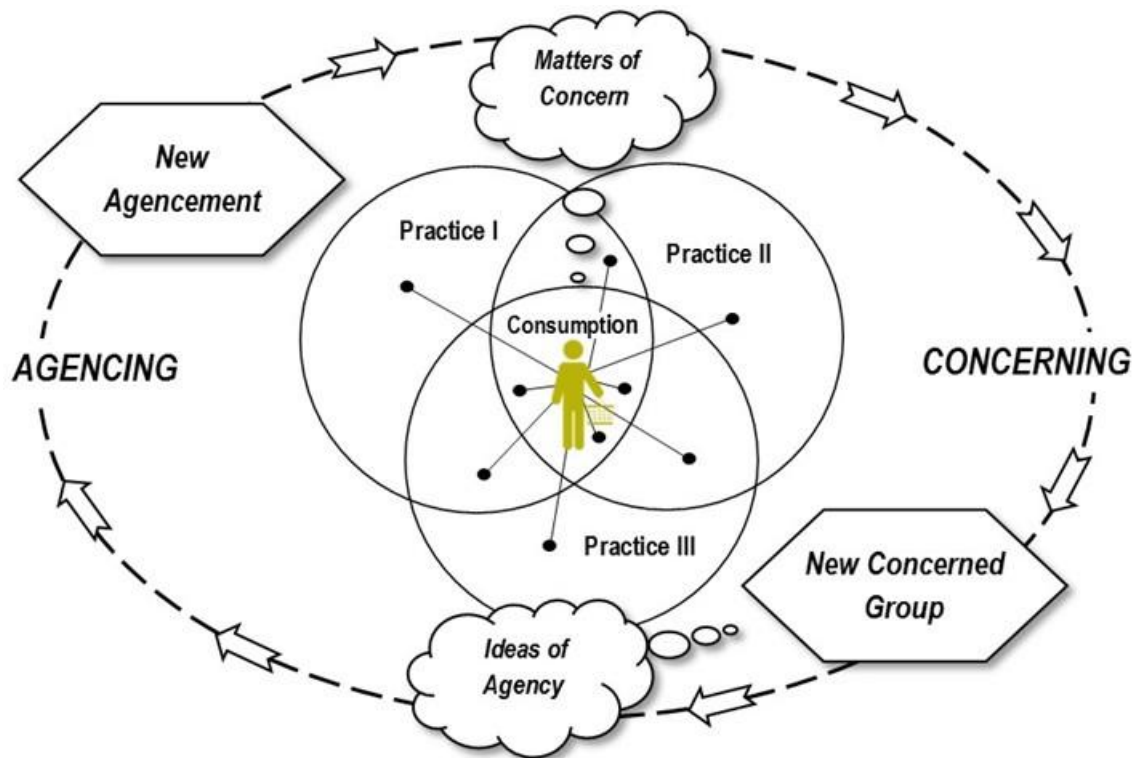 Matters of
Concern
New
Agencement
Practice I
Practice II
Consumption
AGENCING
CONCERNING
Practice III
New Concerned
Group
Ideas of
Agency